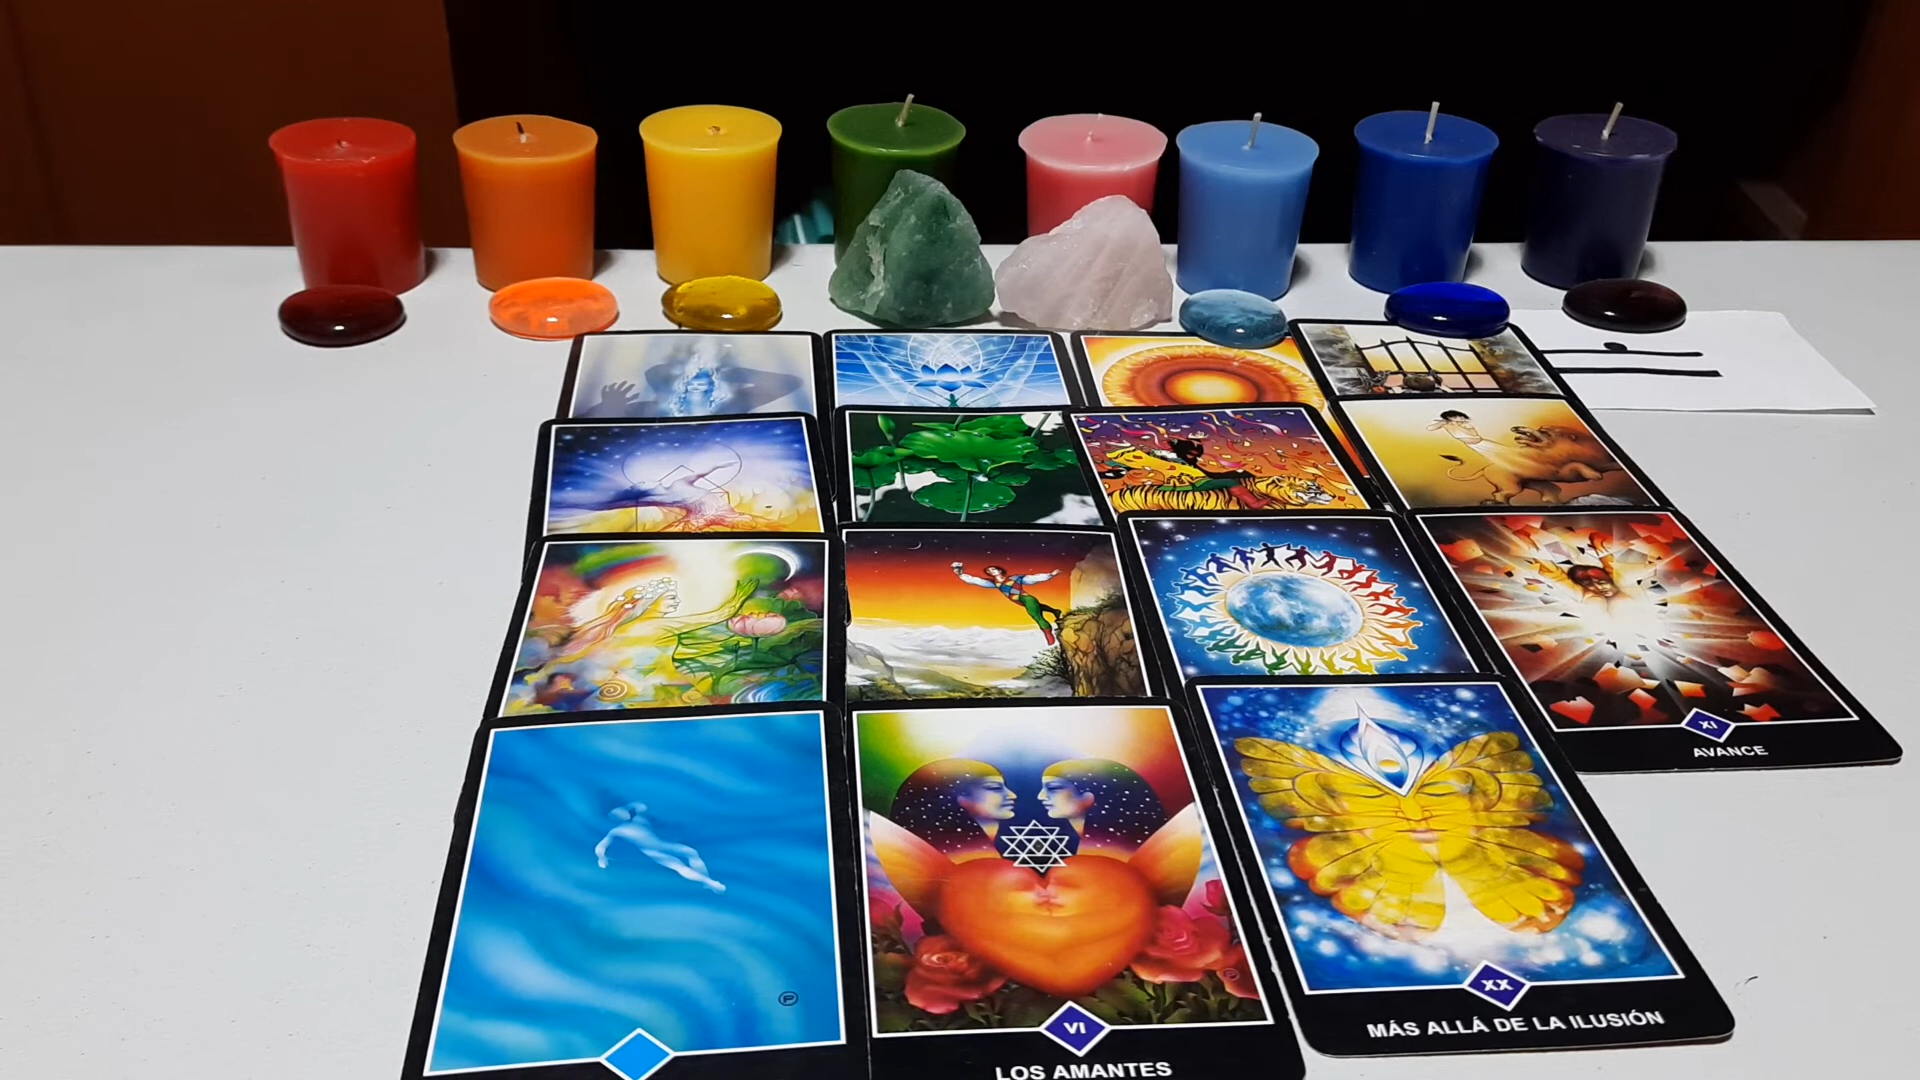 XI
AVANCE
P
VI
LOS AMANTES
XX
MÁS ALLÁ DE LA ILUSIÓN